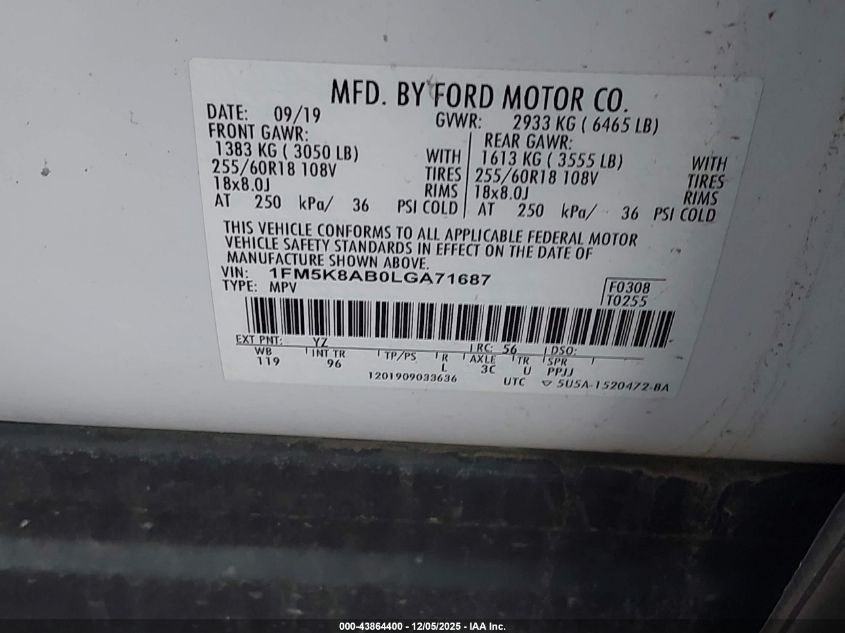 MFD. BY FORD MOTOR CO.
DATE: 09/19 GVWR: 2933 KG ( 6465 LB)
FRONT GAWR: REAR GAWR:
1383 KG ( 3050 LB) WITH 1613 KG ( 3555 LB) WITH
255/60R18 108V TIRES 255/60R18 108V TIRES
18x8.0J RIMS 18x8.0J RIMS
AT 250 kPa/ 36 PSI COLD AT 250 kPa/ 36 PSI COLD
THIS VEHICLE CONFORMS TO ALL APPLICABLE FEDERAL MOTOR
VEHICLE SAFETY STANDARDS IN EFFECT ON THE DATE OF
MANUFACTURE SHOWN ABOVE.
VIN: 1FM5K8AB0LGA71687
TYPE: MPV F0308
T0255
EXT PNT: YZ RC: 56 DSO:
WB INT TR TP/PS R AXLE TR SPR
119 96 L 3C U PPJJ
1201909033636 UTC 5U5A-1520472-BA
000-43864400 - 12/05/2025 - IAA Inc.